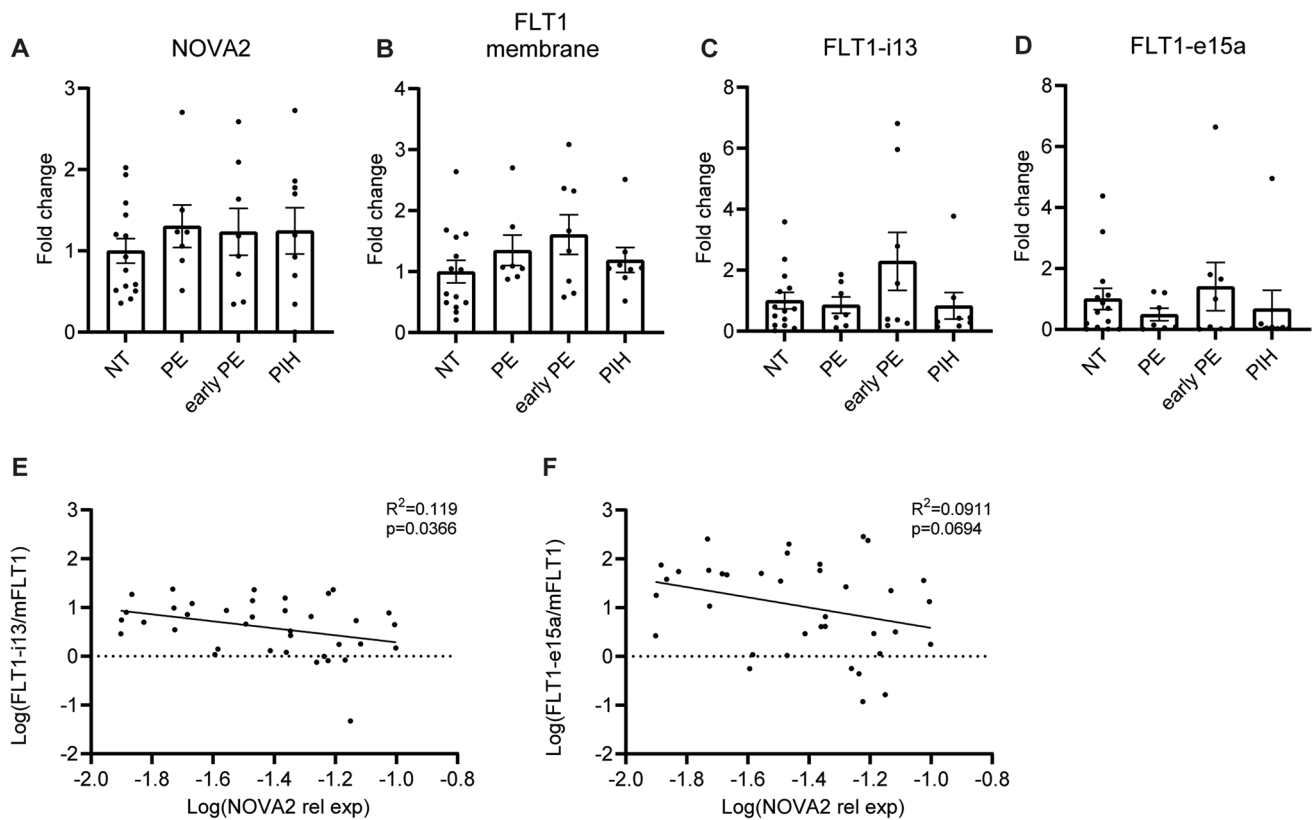 A
NOVA2
Fold change
3
2
1
0
NT
PE
early PE
PIH
B
FLT1
membrane
Fold change
4
3
2
1
0
NT
PE
early PE
PIH
C
FLT1-i13
Fold change
8
6
4
2
0
NT
PE
early PE
PIH
D
FLT1-e15a
Fold change
8
6
4
2
0
NT
PE
early PE
PIH
E
R²=0.119
p=0.0366
Log(FLT1-i13/mFLT1)
3
2
1
0
-1
-2
-2.0 -1.8 -1.6 -1.4 -1.2 -1.0 -0.8
Log(NOVA2 rel exp)
F
R²=0.0911
p=0.0694
Log(FLT1-e15a/mFLT1)
3
2
1
0
-1
-2
-2.0 -1.8 -1.6 -1.4 -1.2 -1.0 -0.8
Log(NOVA2 rel exp)